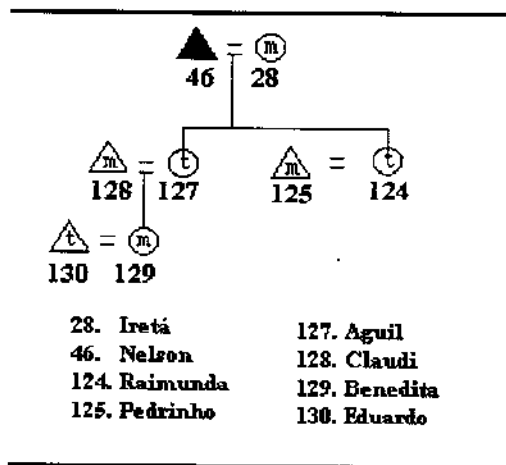 m
46 28
m t m t
128 127 125 124
t m
130 129
28. Iretá
46. Nelson
124. Raimunda
125. Pedrinho
127. Aguil
128. Claudi
129. Benedita
130. Eduardo